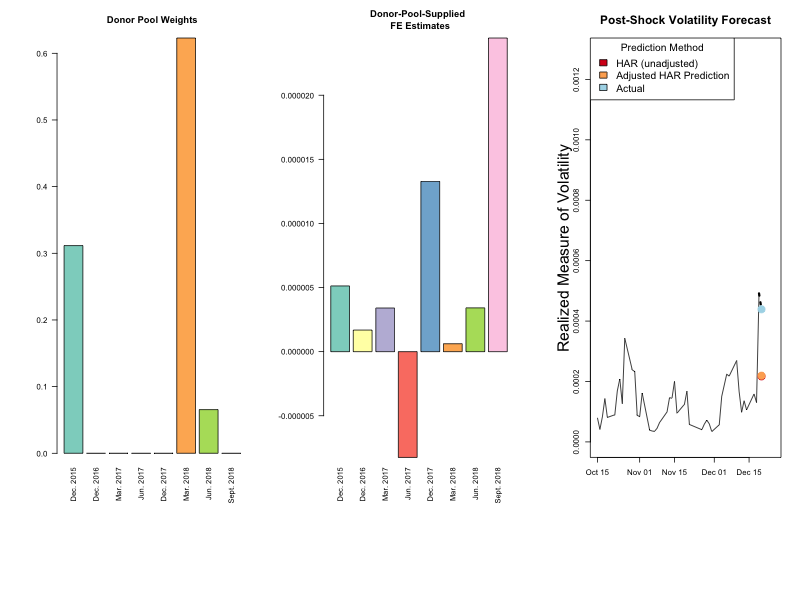 Donor Pool Weights
0.6
0.5
0.4
0.3
0.2
0.1
0.0
Dec. 2015
Dec. 2016
Mar. 2017
Jun. 2017
Dec. 2017
Mar. 2018
Jun. 2018
Sept. 2018
Donor-Pool-Supplied
FE Estimates
0.000020
0.000015
0.000010
0.000005
0.000000
-0.000005
Dec. 2015
Dec. 2016
Mar. 2017
Jun. 2017
Dec. 2017
Mar. 2018
Jun. 2018
Sept. 2018
Post-Shock Volatility Forecast
Prediction Method
HAR (unadjusted)
Adjusted HAR Prediction
Actual
Realized Measure of Volatility
0.0012
0.0010
0.0008
0.0006
0.0004
0.0002
0.0000
Oct 15
Nov 01
Nov 15
Dec 01
Dec 15